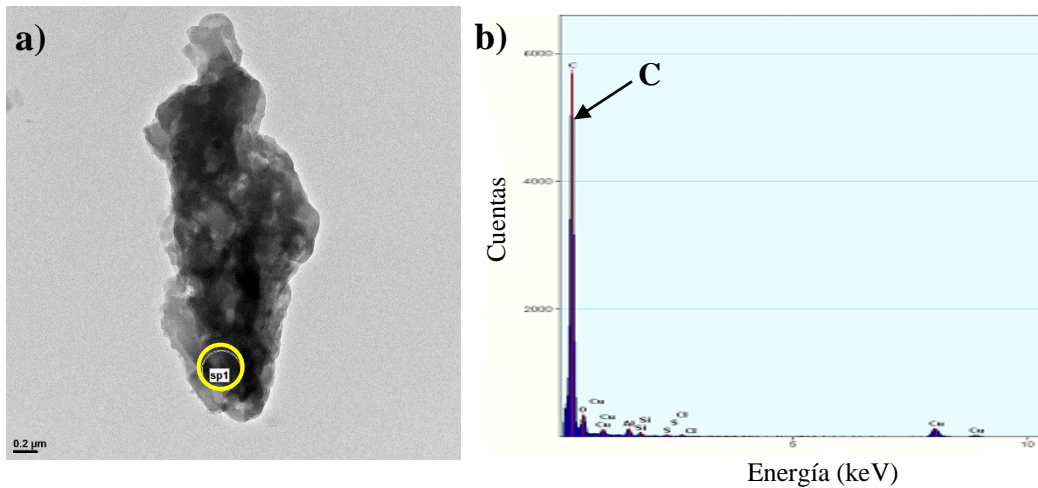 a)
sp1
0.2 µm
b)
6000
4000
2000
Cuentas
C
C
O
Cu
Cu
Cu
Al
Si
Si
S
S
Cl
Cl
Cu
Cu
5
10
Energía (keV)